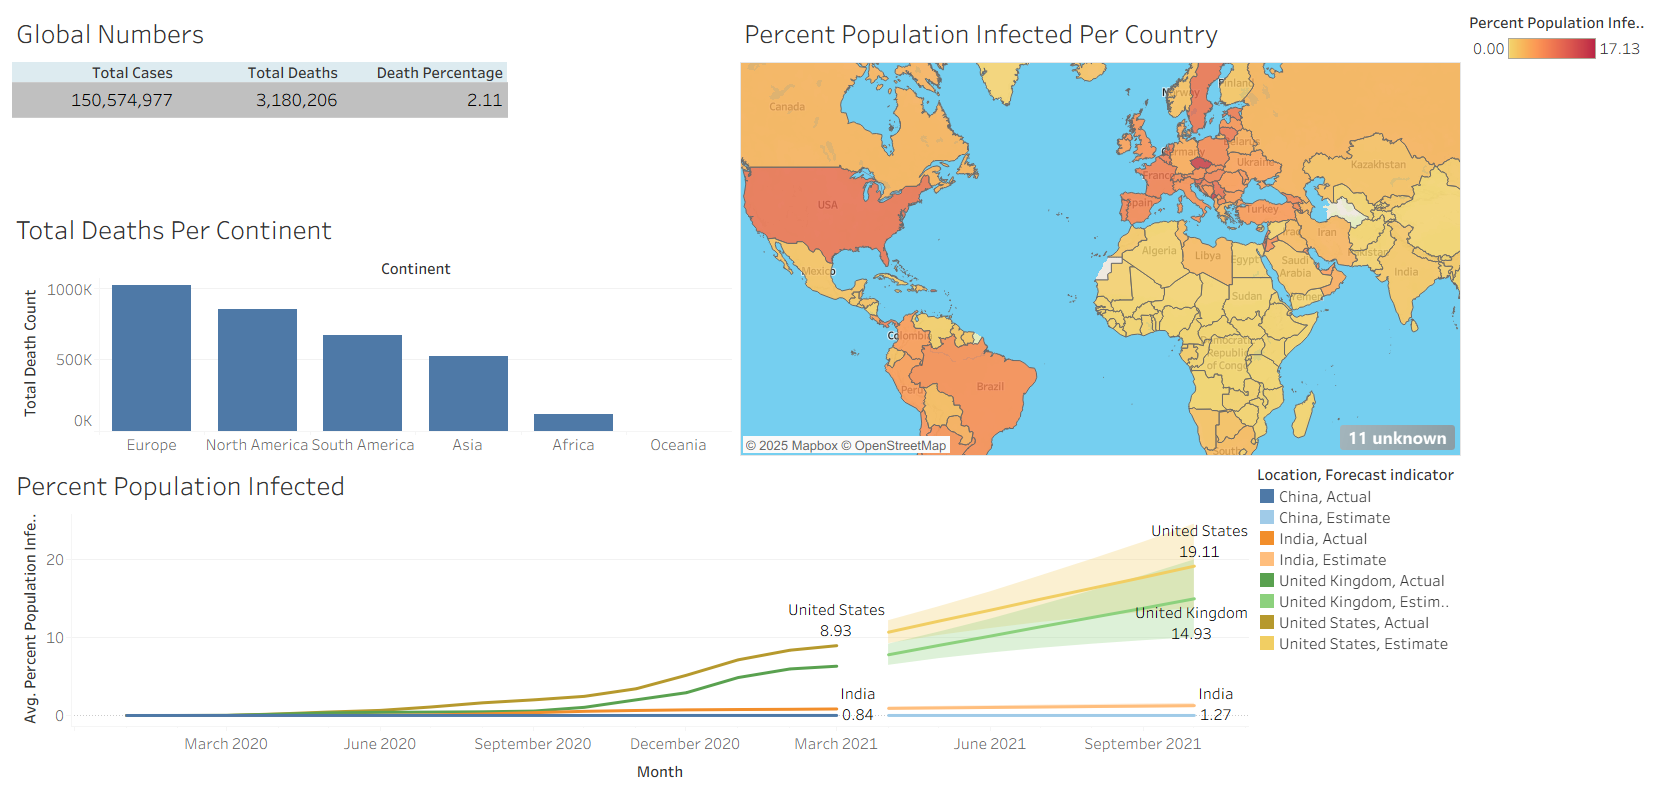 Global Numbers
Total Cases Total Deaths Death Percentage
150,574,977 3,180,206 2.11
Total Deaths Per Continent
Continent
Total Death Count
1000K
500K
0K
Europe North America South America Asia Africa Oceania
Percent Population Infected Per Country
Percent Population Infe..
0.00 17.13
Canada
USA
Mexico
Colombia
Peru
Brazil
Norway
Finland
Belarus
Germany
Ukraine
France
Spain
Turkey
Kazakhstan
Algeria
Libya
Egypt
Iraq
Iran
Saudi
Arabia
Pakistan
India
Sudan
Yemen
Democratic
Republic
of Congo
South
© 2025 Mapbox © OpenStreetMap
11 unknown
Percent Population Infected
Avg. Percent Population Infe..
20
10
0
United States
8.93
India
0.84
United States
19.11
United Kingdom
14.93
India
1.27
March 2020 June 2020 September 2020 December 2020 March 2021 June 2021 September 2021
Month
Location, Forecast indicator
China, Actual
China, Estimate
India, Actual
India, Estimate
United Kingdom, Actual
United Kingdom, Estim..
United States, Actual
United States, Estimate